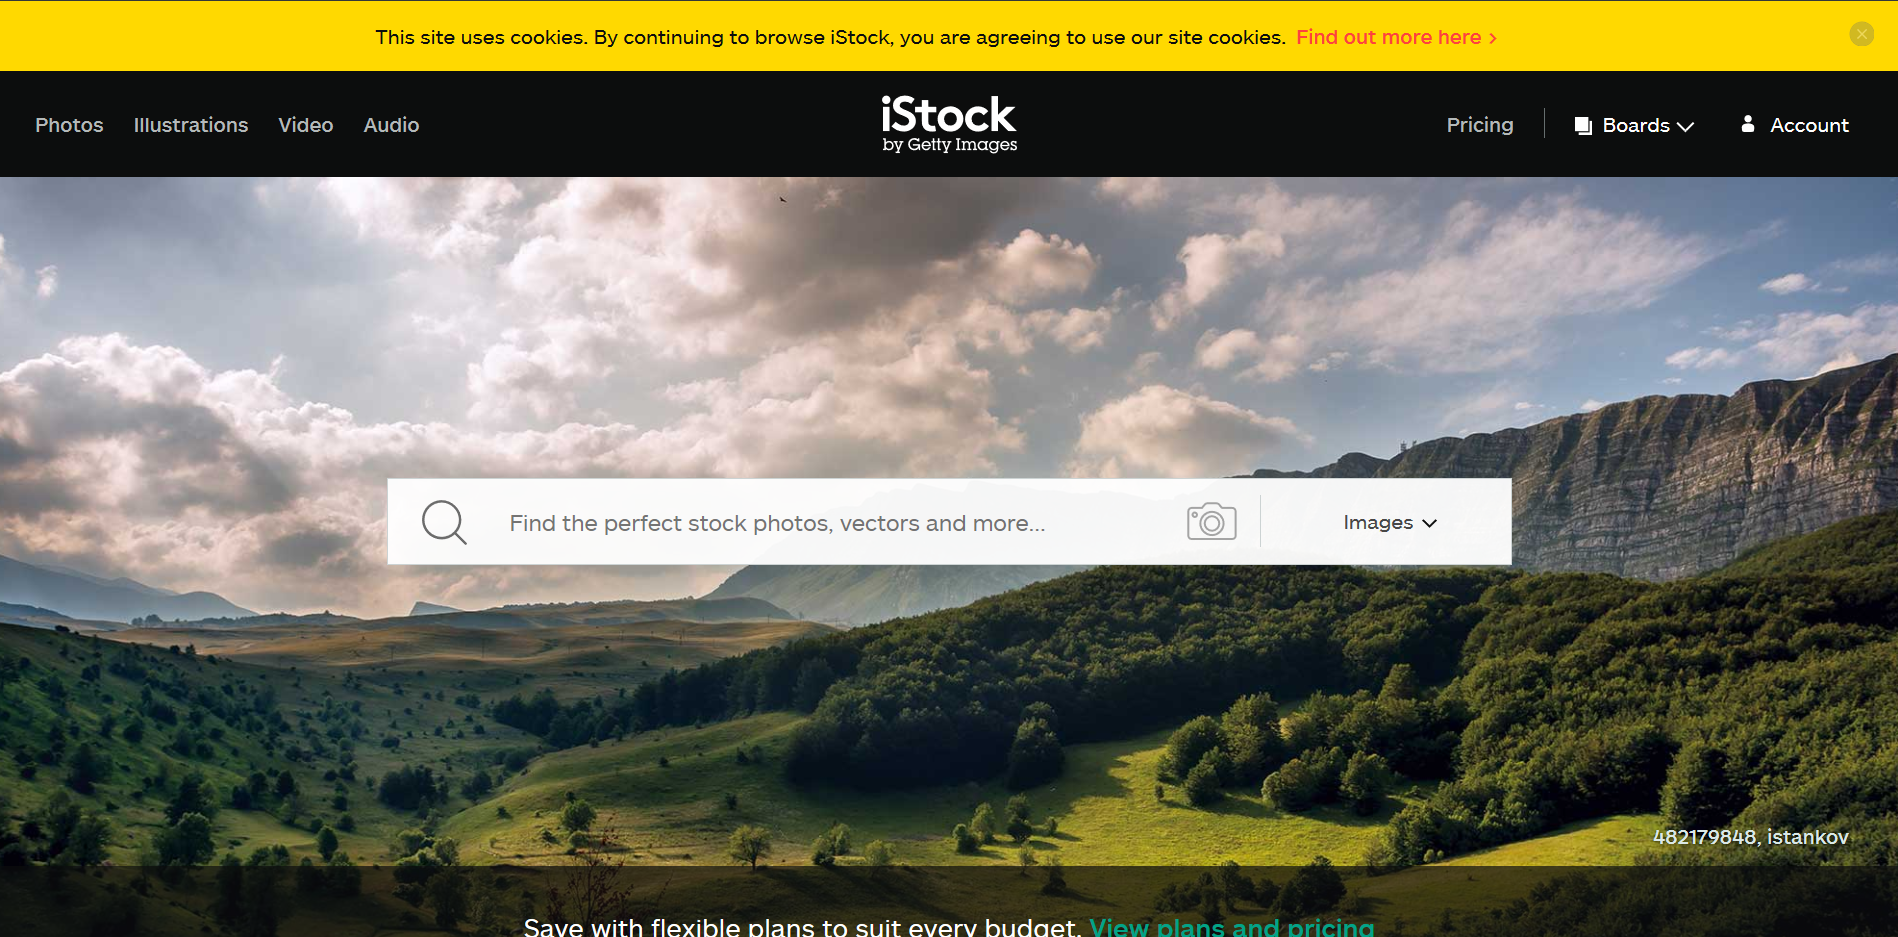 This site uses cookies. By continuing to browse iStock, you are agreeing to use our site cookies. Find out more here >
Photos Illustrations Video Audio
iStock
by Getty Images
Pricing Boards Account
Find the perfect stock photos, vectors and more...
Images
482179848, istankov
Save with flexible plans to suit every budget. View plans and pricing